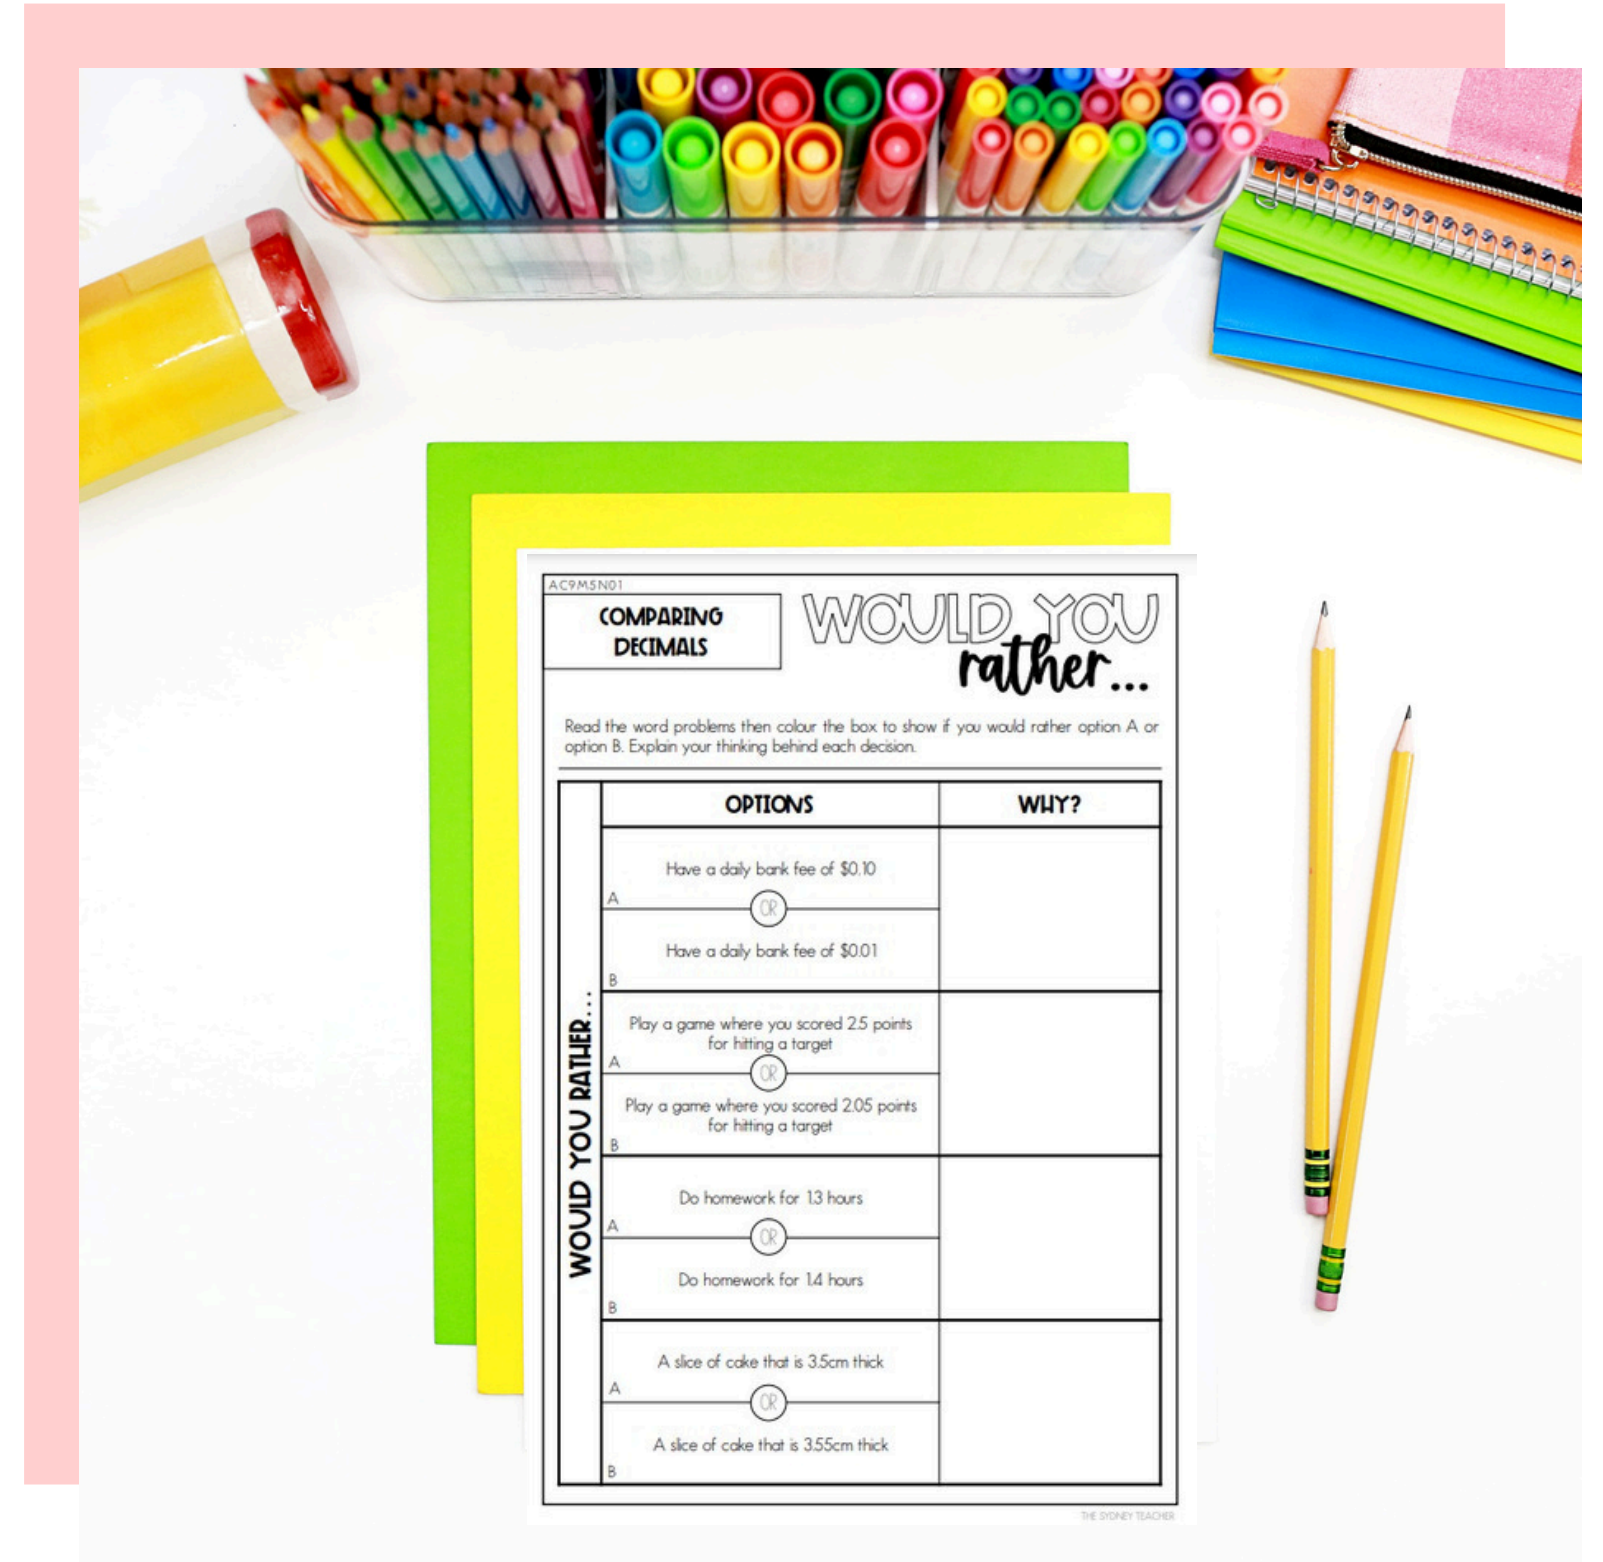 AC9M5N01
COMPARING
DECIMALS
WOULD YOU
rather...
Read the word problems then colour the box to show if you would rather option A or
option B. Explain your thinking behind each decision.
WOULD YOU RATHER...
OPTIONS
WHY?
Have a daily bank fee of $0.10
A
OR
Have a daily bank fee of $0.01
B
Play a game where you scored 2.5 points
for hitting a target
A
OR
Play a game where you scored 2.05 points
for hitting a target
B
Do homework for 1.3 hours
A
OR
Do homework for 1.4 hours
B
A slice of cake that is 3.5cm thick
A
OR
A slice of cake that is 3.55cm thick
B
THE SYDNEY TEACHER